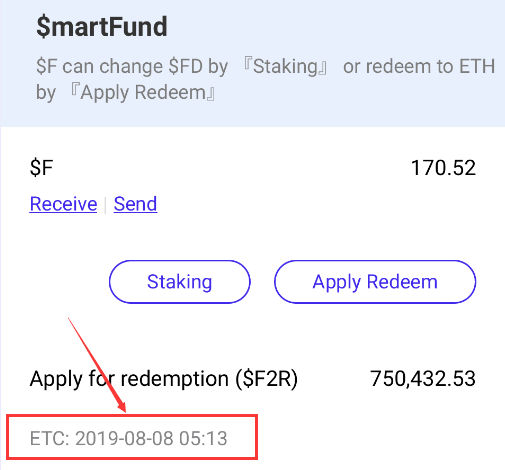 $martFund
$F can change $FD by 『Staking』 or redeem to ETH
by 『Apply Redeem』
$F 170.52
Receive | Send
Staking Apply Redeem
Apply for redemption ($F2R) 750,432.53
ETC: 2019-08-08 05:13